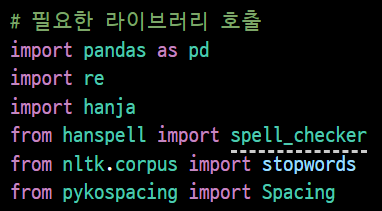 # 필요한 라이브러리 호출
import pandas as pd
import re
import hanja
from hanspell import spell_checker
from nltk.corpus import stopwords
from pykospacing import Spacing